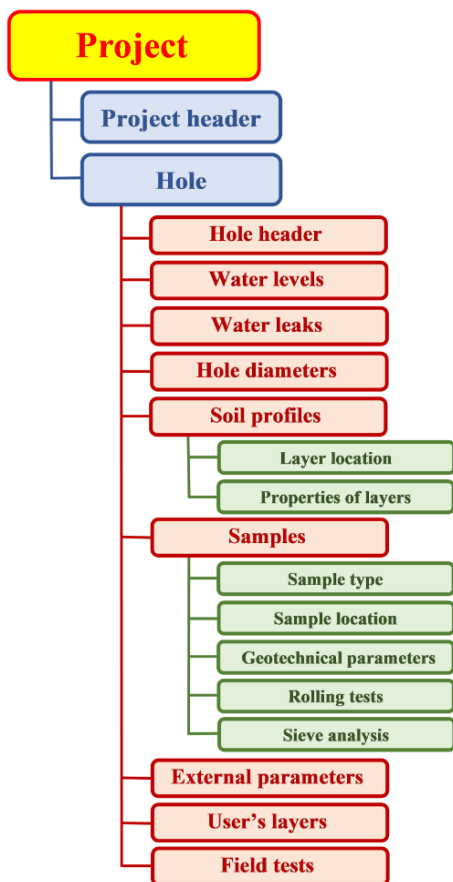 Project
Project header
Hole
Hole header
Water levels
Water leaks
Hole diameters
Soil profiles
Layer location
Properties of layers
Samples
Sample type
Sample location
Geotechnical parameters
Rolling tests
Sieve analysis
External parameters
User’s layers
Field tests